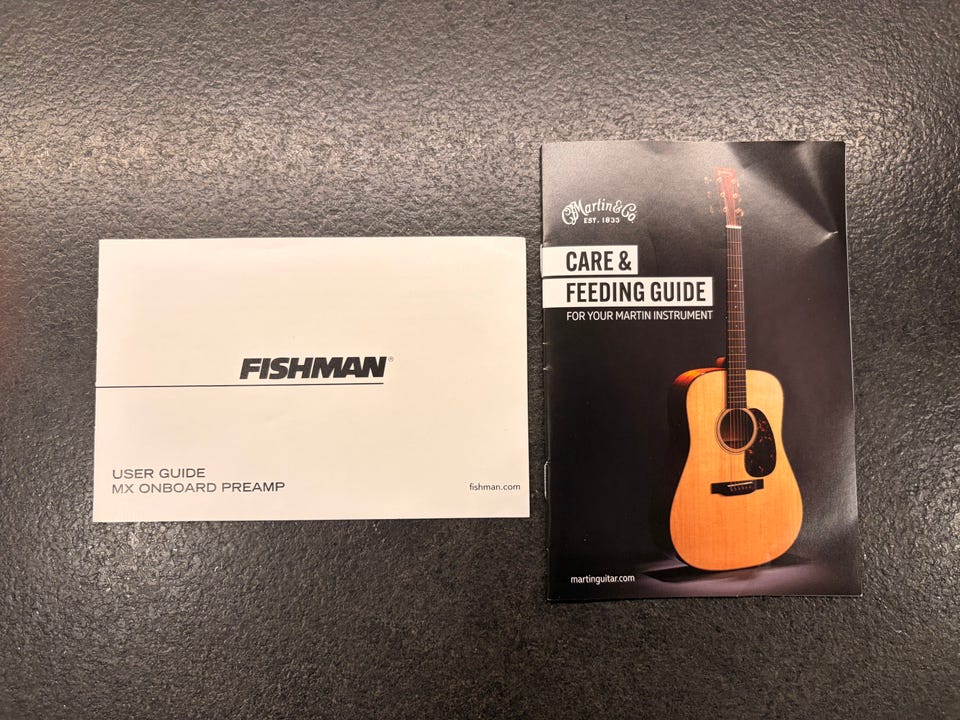 FISHMAN®
USER GUIDE
MX ONBOARD PREAMP
fishman.com
Martin & Co.
EST. 1833
CARE &
FEEDING GUIDE
FOR YOUR MARTIN INSTRUMENT
martinguitar.com